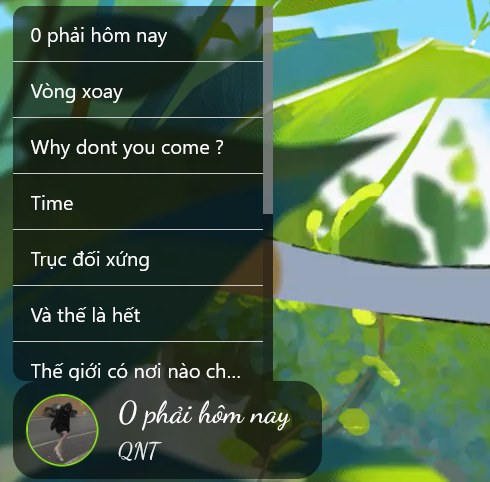 0 phải hôm nay
Vòng xoay
Why dont you come ?
Time
Trục đối xứng
Và thế là hết
Thế giới có nơi nào ch...
0 phải hôm nay
QNT